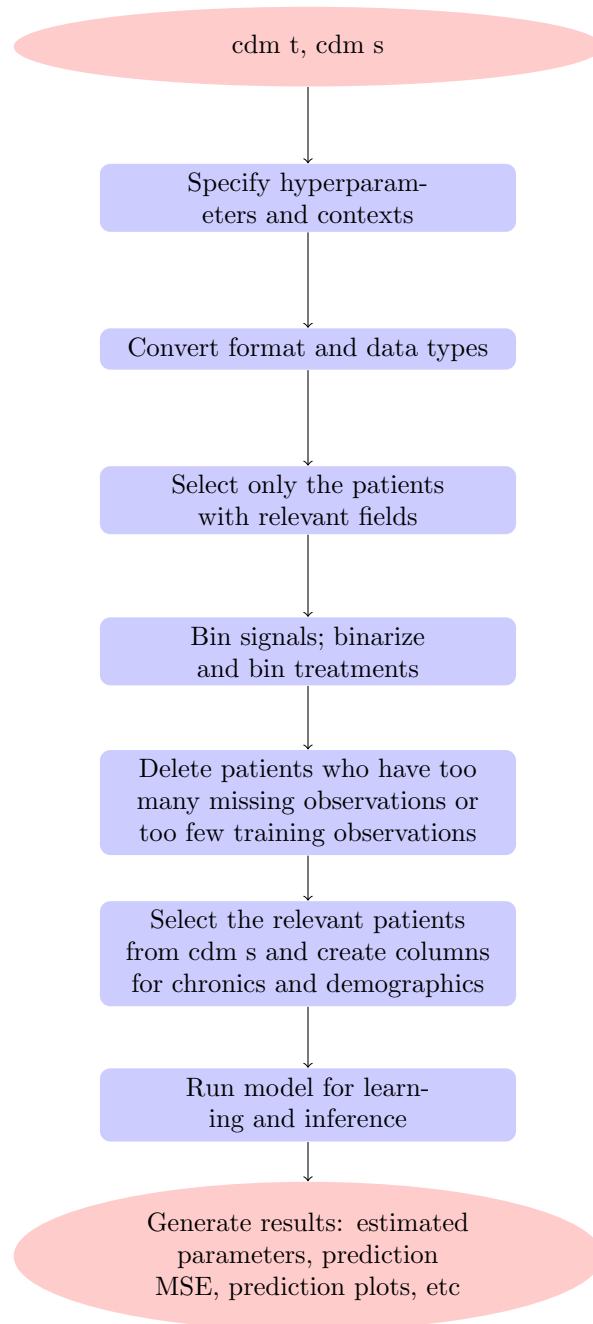 cdm t, cdm s
Specify hyperparam-
eters and contexts
Convert format and data types
Select only the patients
with relevant fields
Bin signals; binarize
and bin treatments
Delete patients who have too
many missing observations or
too few training observations
Select the relevant patients
from cdm s and create columns
for chronics and demographics
Run model for learn-
ing and inference
Generate results: estimated
parameters, prediction
MSE, prediction plots, etc